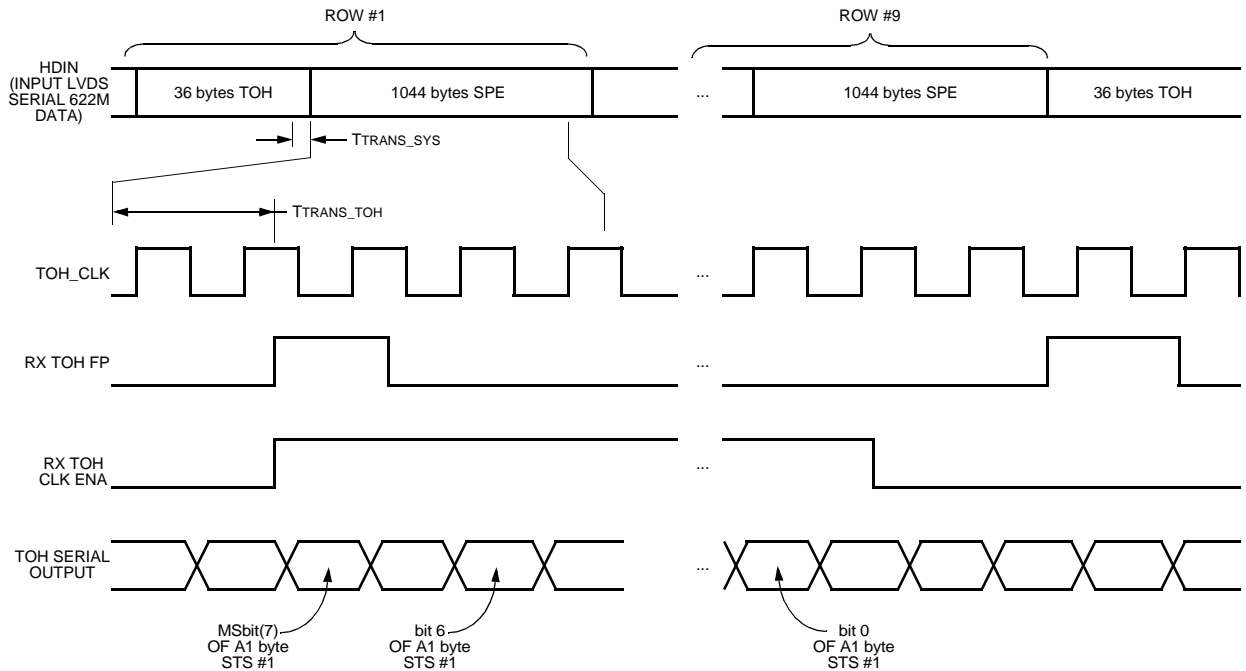 ROW #1
ROW #9
HDIN
(INPUT LVDS
SERIAL 622M
DATA)
36 bytes TOH
1044 bytes SPE
...
1044 bytes SPE
36 bytes TOH
TTRANS_SYS
TTRANS_TOH
TOH_CLK
...
RX TOH FP
...
RX TOH
CLK ENA
...
TOH SERIAL
OUTPUT
...
MSbit(7)
OF A1 byte
STS #1
bit 6
OF A1 byte
STS #1
bit 0
OF A1 byte
STS #1